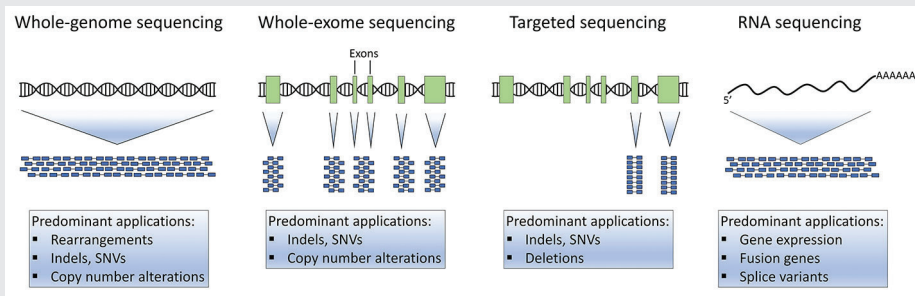 Whole-genome sequencing
Whole-exome sequencing
Targeted sequencing
RNA sequencing
Exons
5’
AAAAAA
Predominant applications:
▪ Rearrangements
▪ Indels, SNVs
▪ Copy number alterations
Predominant applications:
▪ Indels, SNVs
▪ Copy number alterations
Predominant applications:
▪ Indels, SNVs
▪ Deletions
Predominant applications:
▪ Gene expression
▪ Fusion genes
▪ Splice variants